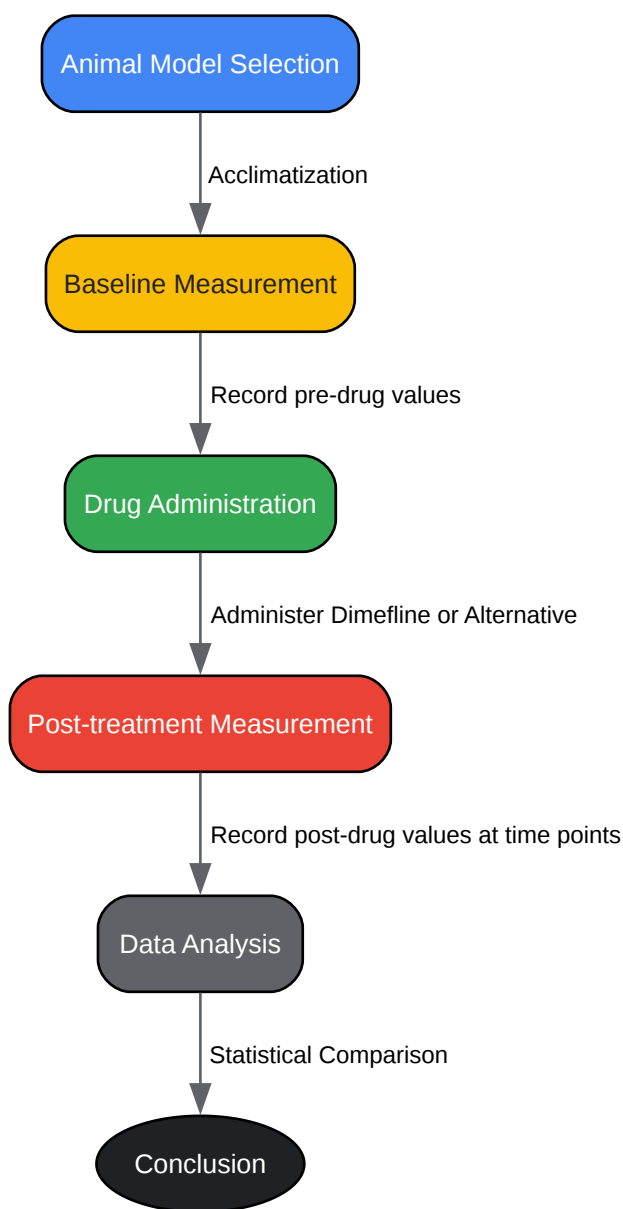 Animal Model Selection
Acclimatization
Baseline Measurement
Record pre-drug values
Drug Administration
Administer Dimefline or Alternative
Post-treatment Measurement
Record post-drug values at time points
Data Analysis
Statistical Comparison
Conclusion